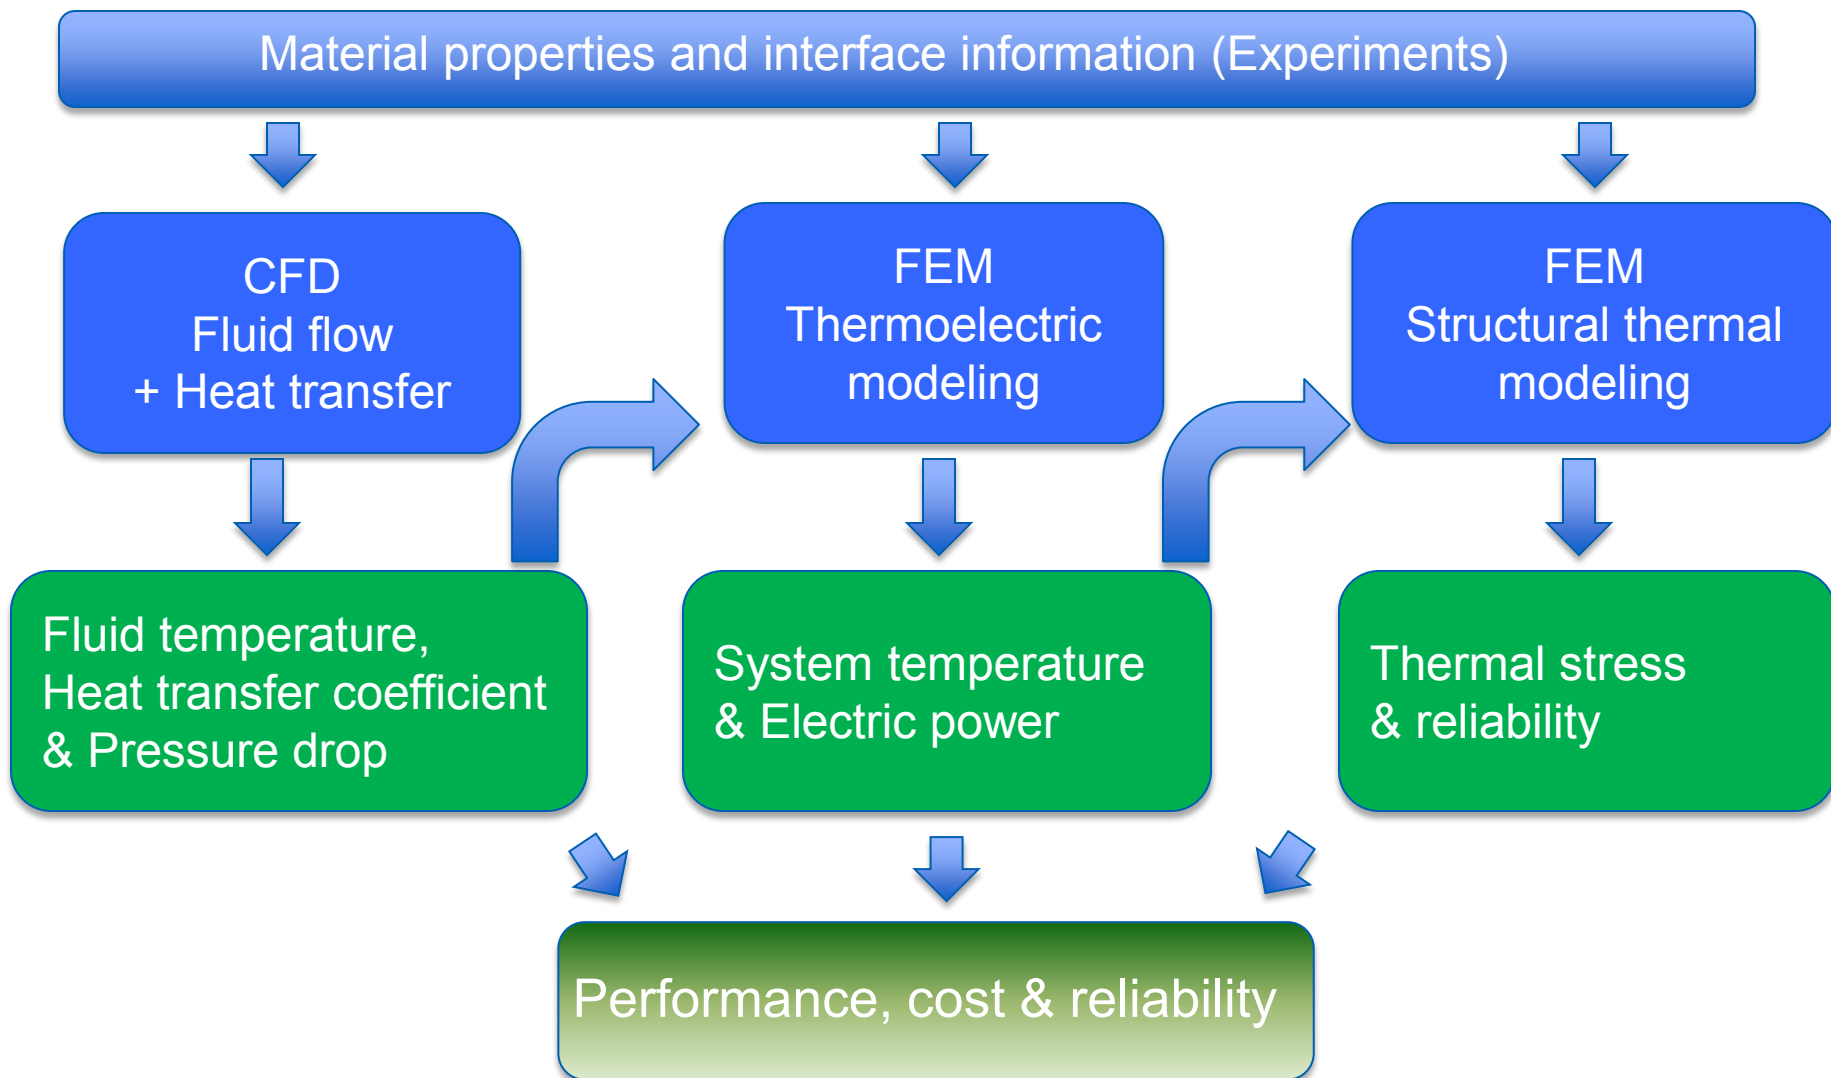 Material properties and interface information (Experiments)
CFD
Fluid flow
+ Heat transfer
FEM
Thermoelectric
modeling
FEM
Structural thermal
modeling
Fluid temperature,
Heat transfer coefficient
& Pressure drop
System temperature
& Electric power
Thermal stress
& reliability
Performance, cost & reliability